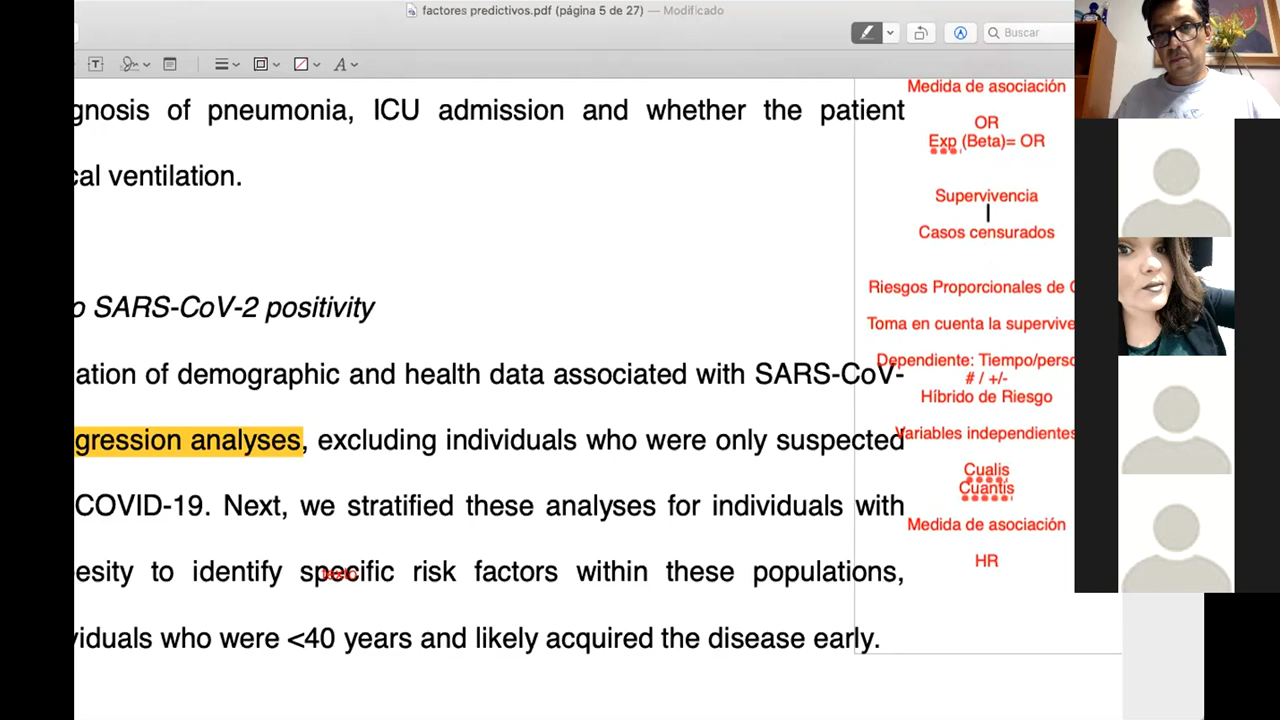 factores predictivos.pdf (página 5 de 27) — Modificado
Buscar
gnosis of pneumonia, ICU admission and whether the patient
cal ventilation.
o SARS-CoV-2 positivity
ation of demographic and health data associated with SARS-CoV-
gression analyses, excluding individuals who were only suspected
COVID-19. Next, we stratified these analyses for individuals with
esity to identify specific risk factors within these populations,
texto
viduals who were <40 years and likely acquired the disease early.
Medida de asociación
OR
Exp (Beta)= OR
Supervivencia
Casos censurados
Riesgos Proporcionales de
Toma en cuenta la supervive
Dependiente: Tiempo/perso
# / +/-
Híbrido de Riesgo
Variables independientes
Cualis
Cuantis
Medida de asociación
HR